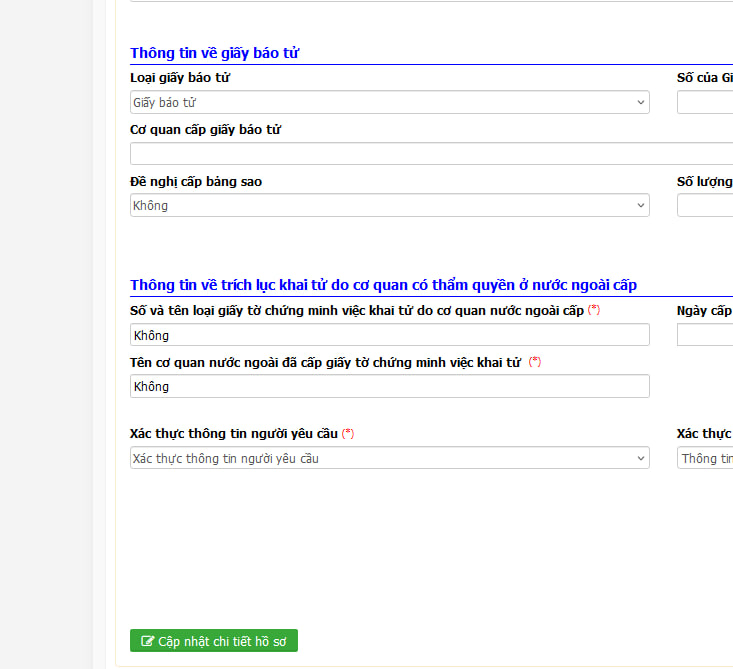 Thông tin về giấy báo tử
Loại giấy báo tử
Số của Gi
Giấy báo tử
Cơ quan cấp giấy báo tử
Đề nghị cấp bảng sao
Số lượng
Không
Thông tin về trích lục khai tử do cơ quan có thẩm quyền ở nước ngoài cấp
Số và tên loại giấy tờ chứng minh việc khai tử do cơ quan nước ngoài cấp (*)
Ngày cấp
Không
Tên cơ quan nước ngoài đã cấp giấy tờ chứng minh việc khai tử (*)
Không
Xác thực thông tin người yêu cầu (*)
Xác thực
Xác thực thông tin người yêu cầu
Thông tin
Cập nhật chi tiết hồ sơ